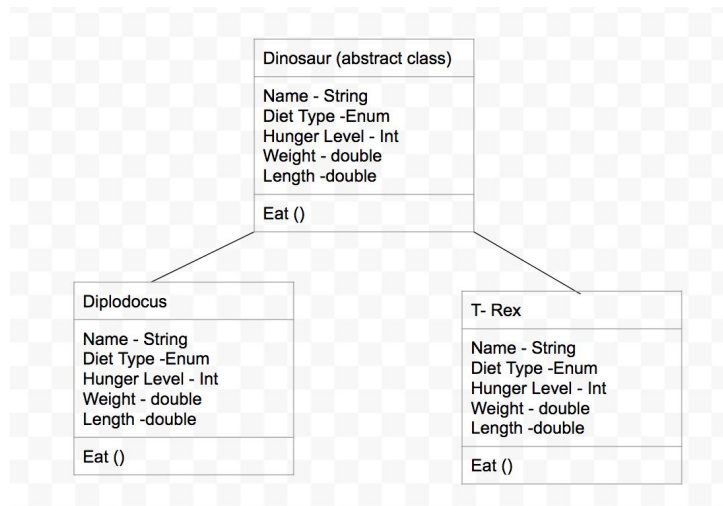 Dinosaur (abstract class)
Name - String
Diet Type -Enum
Hunger Level - Int
Weight - double
Length -double
Eat ()
Diplodocus
Name - String
Diet Type -Enum
Hunger Level - Int
Weight - double
Length -double
Eat ()
T- Rex
Name - String
Diet Type -Enum
Hunger Level - Int
Weight - double
Length -double
Eat ()